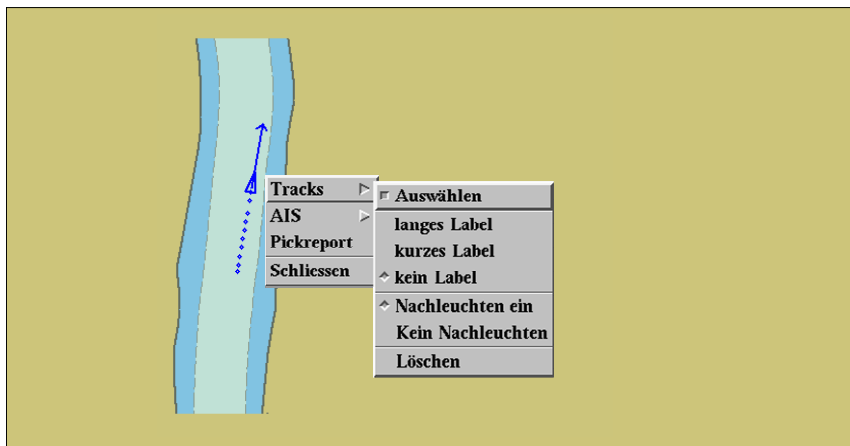 Tracks
AIS
Pickreport
Schliessen
Auswählen
langes Label
kurzes Label
kein Label
Nachleuchten ein
Kein Nachleuchten
Löschen